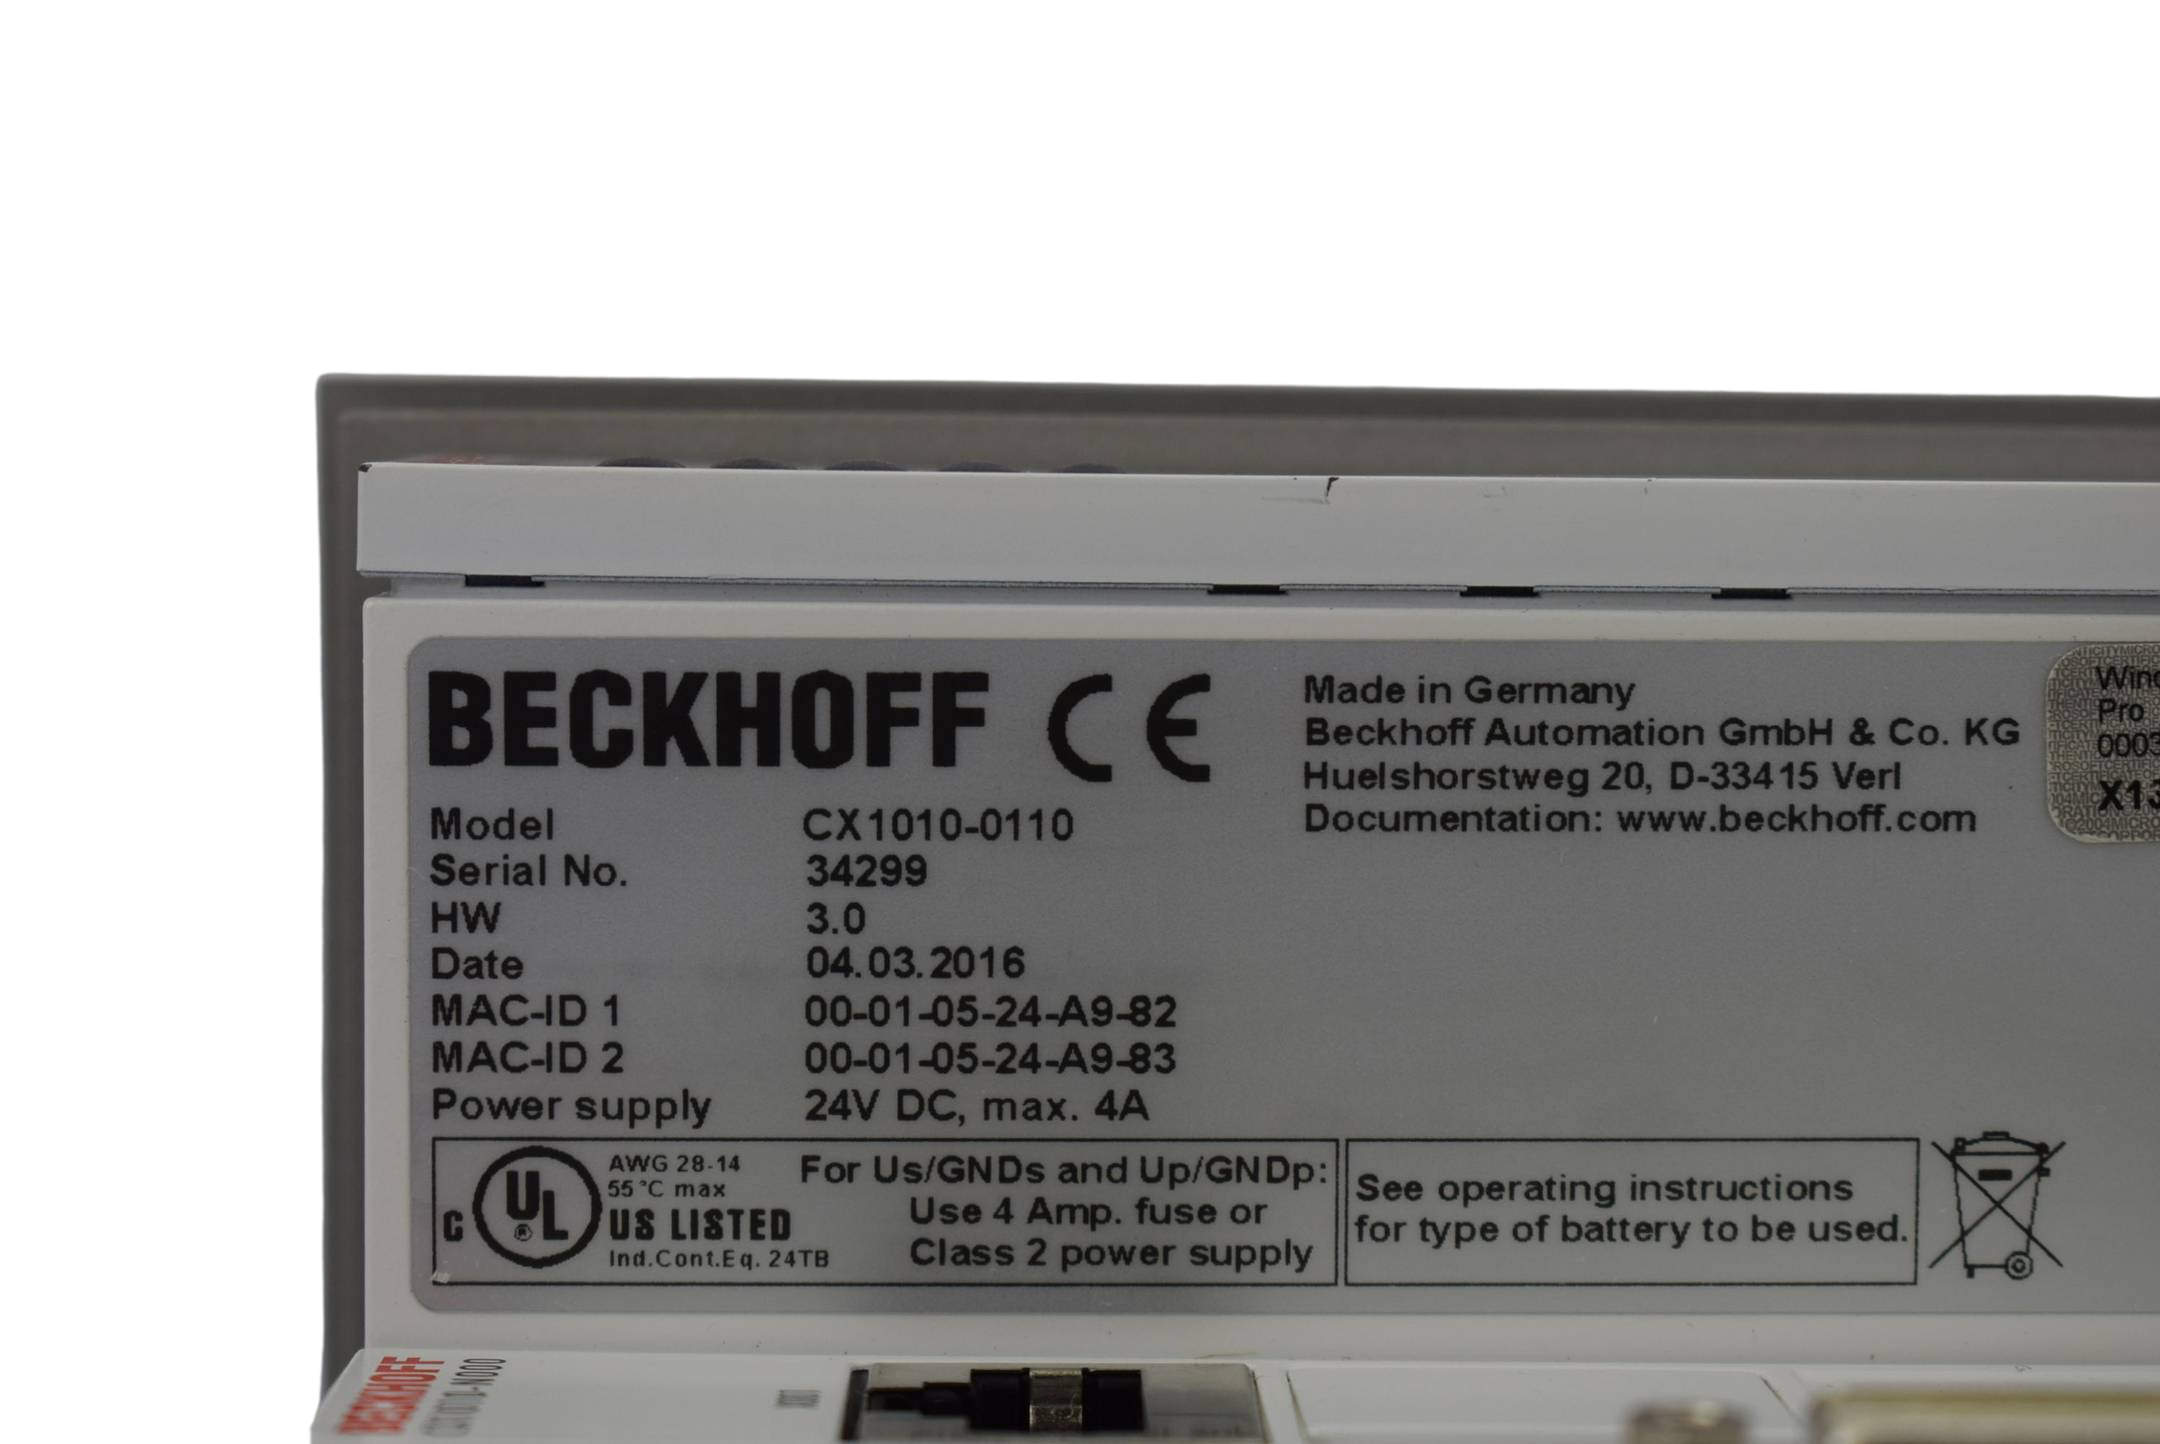 BECKHOFF CE
Made in Germany
Beckhoff Automation GmbH & Co. KG
Huelshorstweg 20, D-33415 Verl
Documentation: www.beckhoff.com
Model CX1010-0110
Serial No. 34299
HW 3.0
Date 04.03.2016
MAC-ID 1 00-01-05-24-A9-82
MAC-ID 2 00-01-05-24-A9-83
Power supply 24V DC, max. 4A
C UL ® AWG 28-14
55°C max
US LISTED
Ind.Cont.Eq. 24TB
For Us/GNDs and Up/GNDp:
Use 4 Amp. fuse or
Class 2 power supply
See operating instructions
for type of battery to be used.
Pro
0003
X13
BECKHOFF